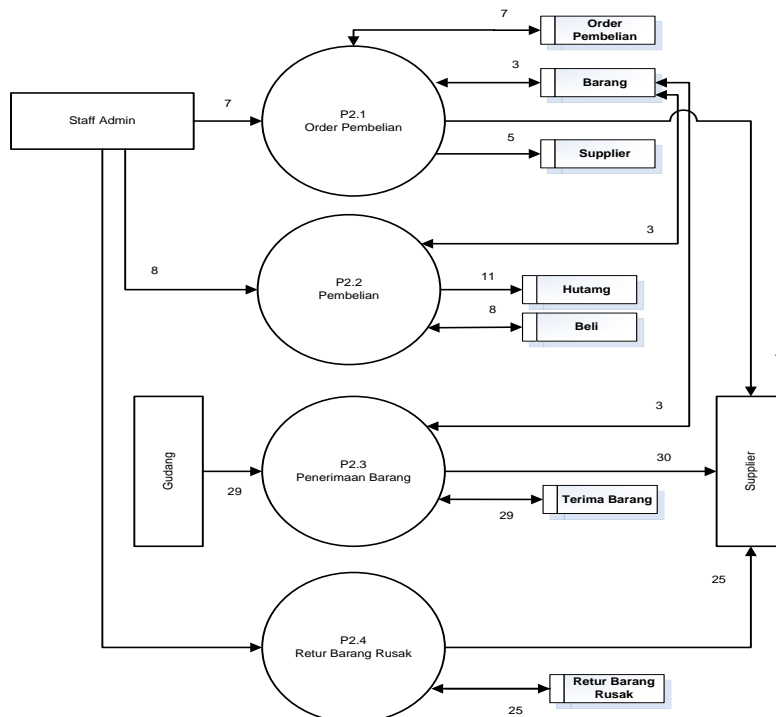 7
Order
Pembelian
3
Barang
7
P2.1
Order Pembelian
Staff Admin
5
Supplier
3
P2.2
Pembelian
8
11
Hutamg
8
Beli
3
Gudang
P2.3
Penerimaan Barang
30
Supplier
29
Terima Barang
29
25
P2.4
Retur Barang Rusak
Retur Barang
Rusak
25